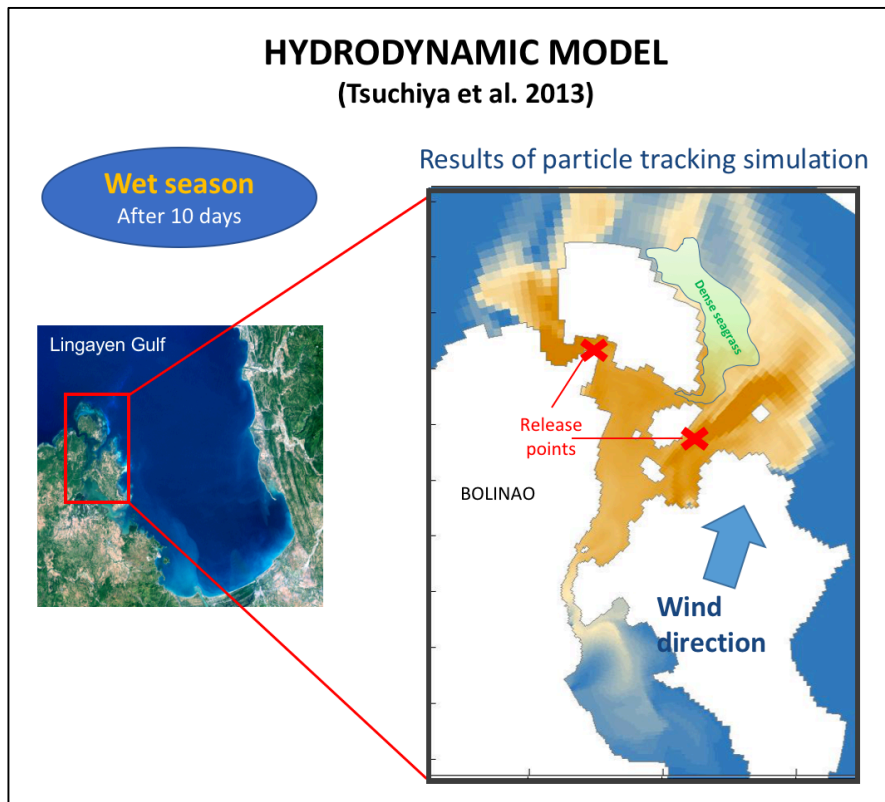 HYDRODYNAMIC MODEL
(Tsuchiya et al. 2013)
Wet season
After 10 days
Results of particle tracking simulation
Lingayen Gulf
Dense seagrass
Release
points
BOLINAO
Wind
direction